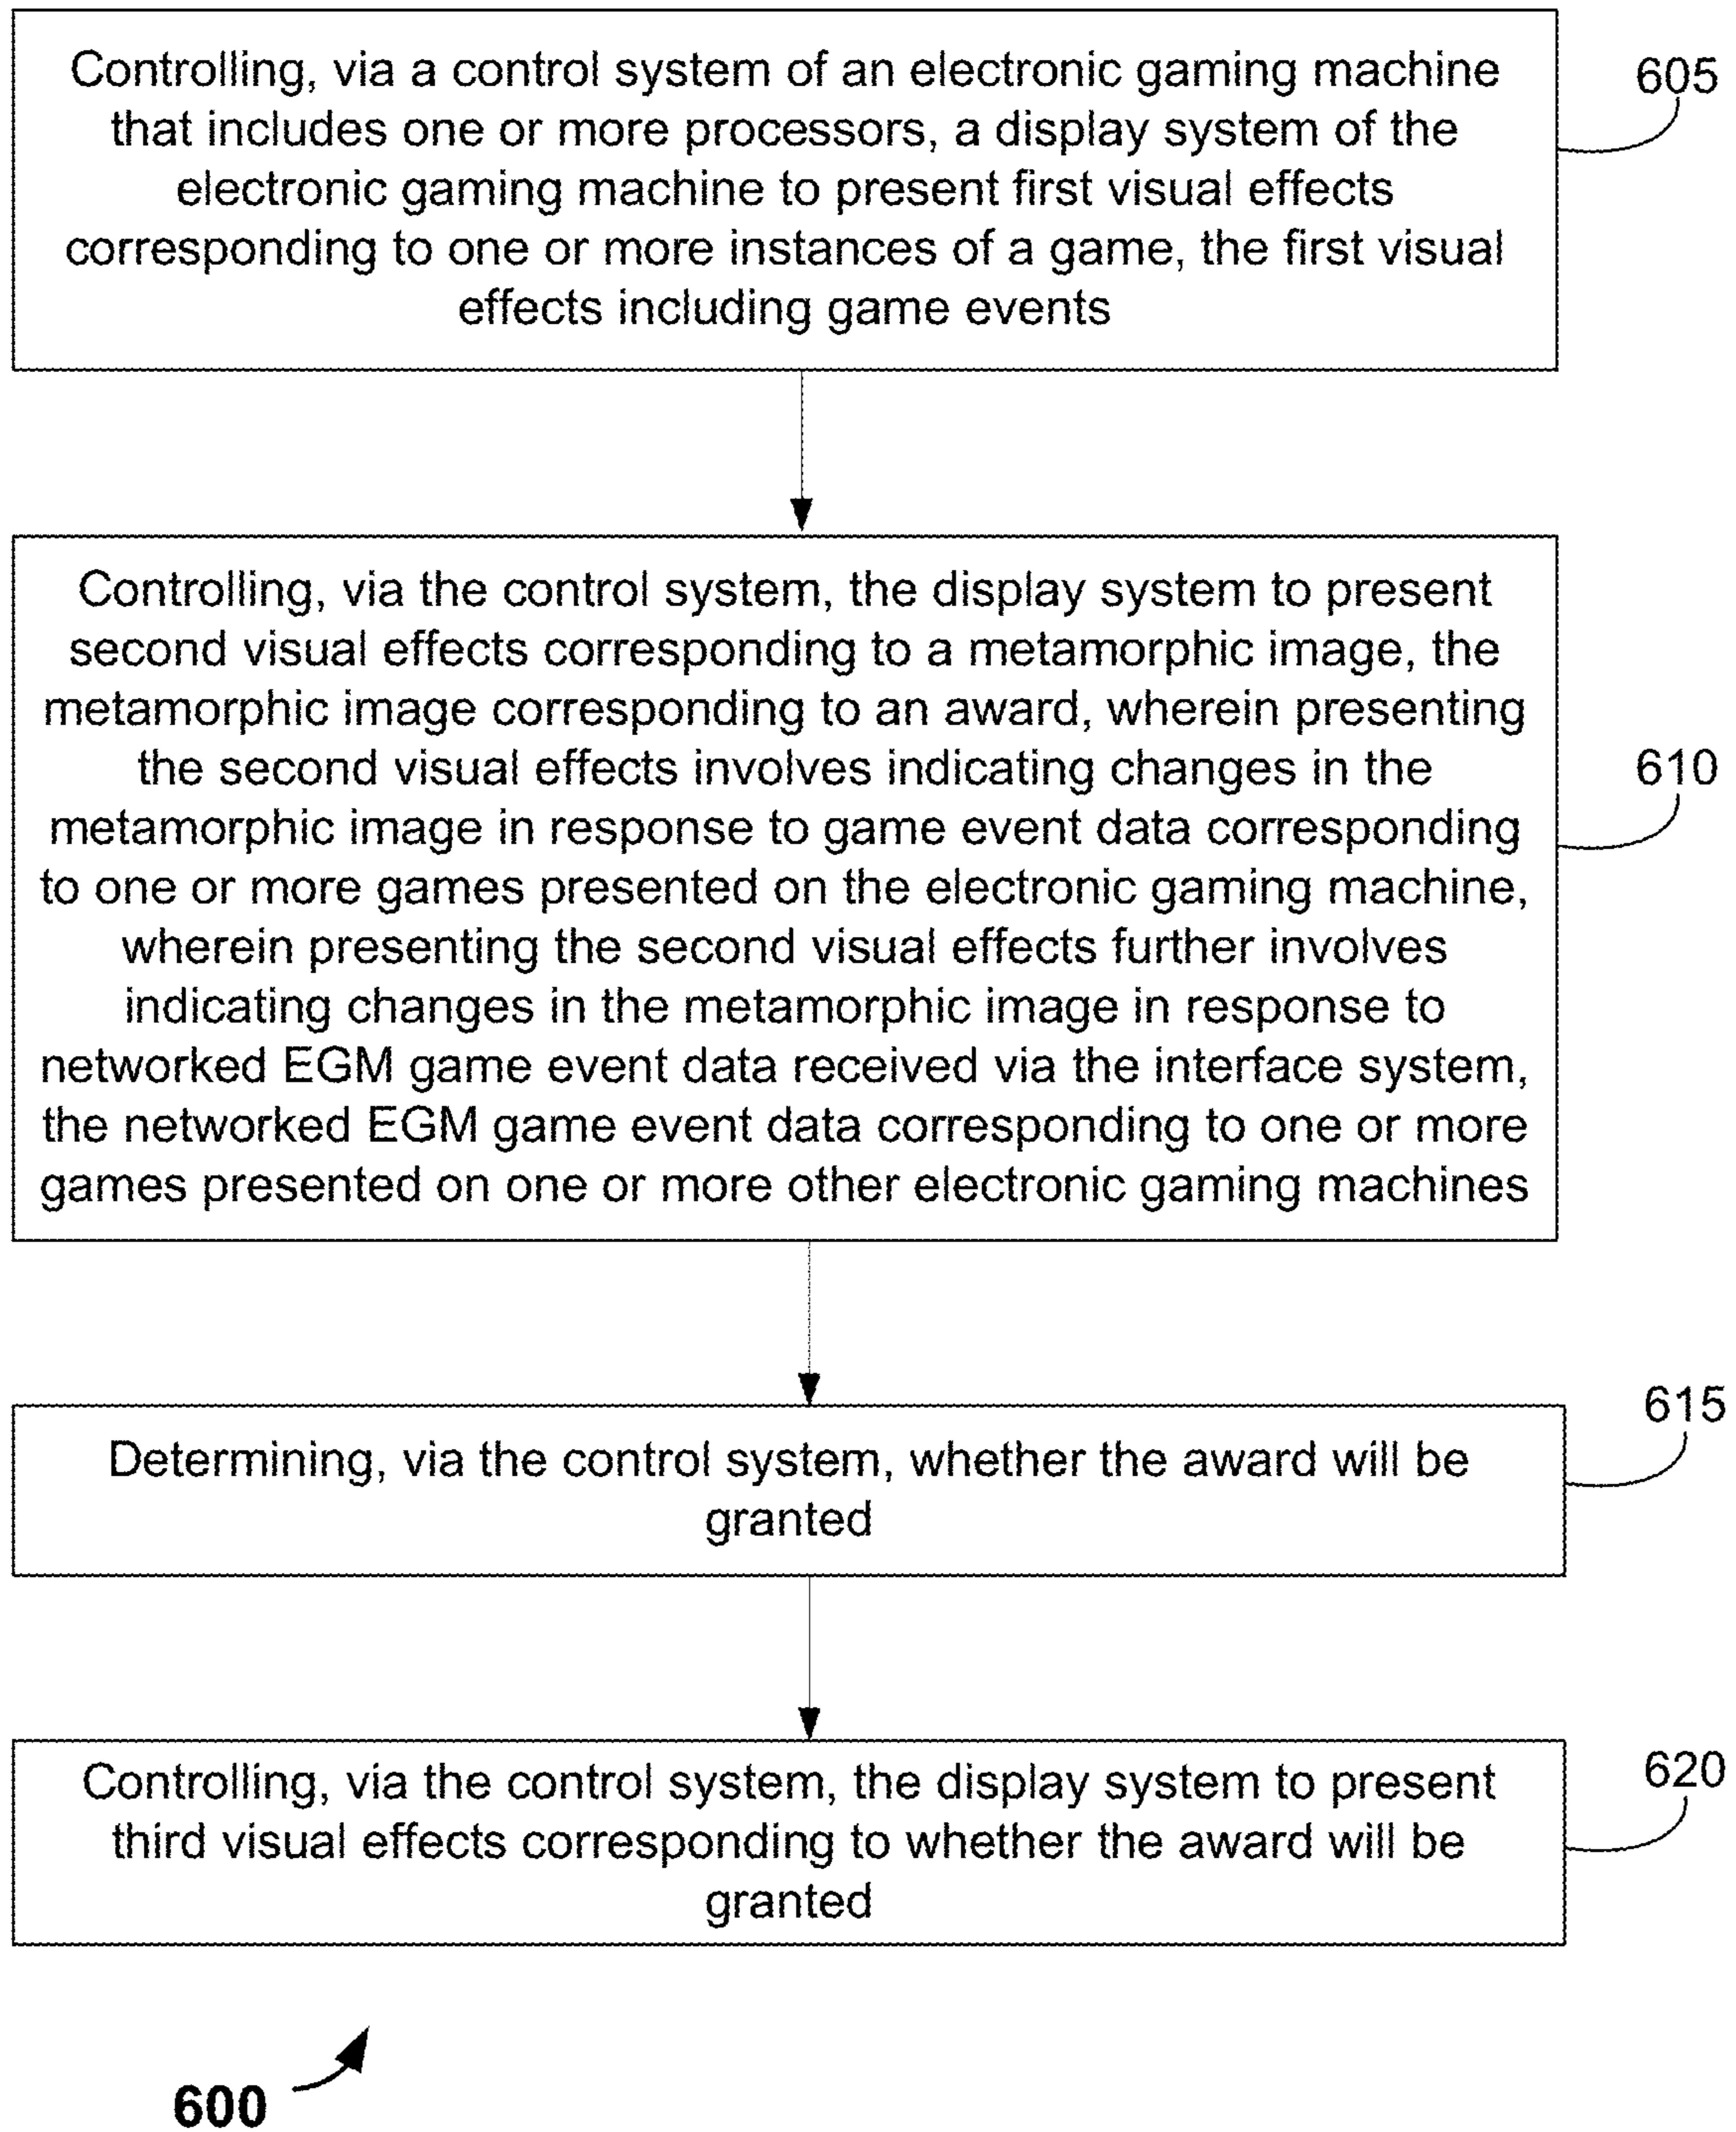 Controlling, via a control system of an electronic gaming machine
that includes one or more processors, a display system of the
electronic gaming machine to present first visual effects
corresponding to one or more instances of a game, the first visual
effects including game events
605
Controlling, via the control system, the display system to present
second visual effects corresponding to a metamorphic image, the
metamorphic image corresponding to an award, wherein presenting
the second visual effects involves indicating changes in the
metamorphic image in response to game event data corresponding
to one or more games presented on the electronic gaming machine,
wherein presenting the second visual effects further involves
indicating changes in the metamorphic image in response to
networked EGM game event data received via the interface system,
the networked EGM game event data corresponding to one or more
games presented on one or more other electronic gaming machines
610
Determining, via the control system, whether the award will be
granted
615
Controlling, via the control system, the display system to present
third visual effects corresponding to whether the award will be
granted
620
600